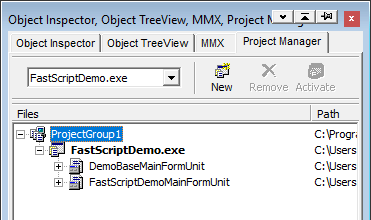 Object Inspector, Object TreeView, MMX, Project Man
Object Inspector Object TreeView MMX Project Manager
FastScriptDemo.exe
New Remove Activate
Files Path
ProjectGroup1 C:\Progra
FastScriptDemo.exe C:\Users
DemoBaseMainFormUnit C:\Users
FastScriptDemoMainFormUnit C:\Users